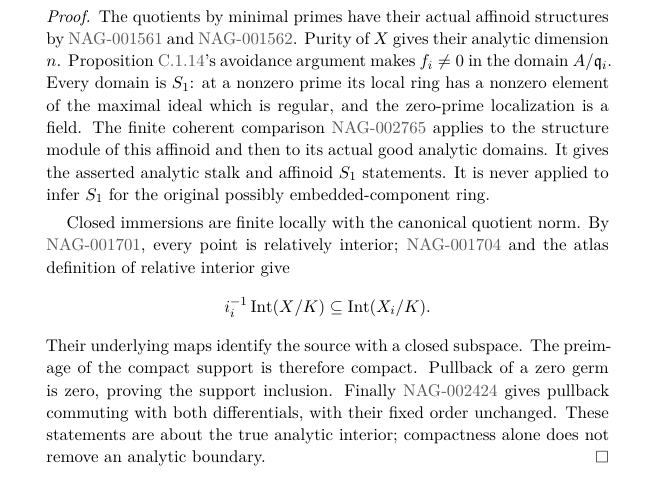 Proof. The quotients by minimal primes have their actual affinoid structures
by NAG-001561 and NAG-001562. Purity of X gives their analytic dimension
n. Proposition C.1.14's avoidance argument makes fᵢ ≠ 0 in the domain A/𝔮ᵢ.
Every domain is S₁: at a nonzero prime its local ring has a nonzero element
of the maximal ideal which is regular, and the zero-prime localization is a
field. The finite coherent comparison NAG-002765 applies to the structure
module of this affinoid and then to its actual good analytic domains. It gives
the asserted analytic stalk and affinoid S₁ statements. It is never applied to
infer S₁ for the original possibly embedded-component ring.
Closed immersions are finite locally with the canonical quotient norm. By
NAG-001701, every point is relatively interior; NAG-001704 and the atlas
definition of relative interior give
iᵢ⁻¹ Int(X/K) ⊆ Int(Xᵢ/K).
Their underlying maps identify the source with a closed subspace. The preim-
age of the compact support is therefore compact. Pullback of a zero germ
is zero, proving the support inclusion. Finally NAG-002424 gives pullback
commuting with both differentials, with their fixed order unchanged. These
statements are about the true analytic interior; compactness alone does not
remove an analytic boundary. □